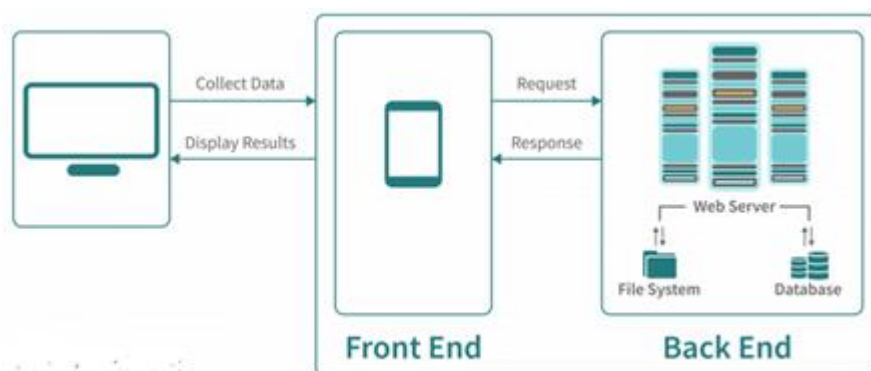 Collect Data
Display Results
Request
Response
Web Server
File System
Database
Front End
Back End